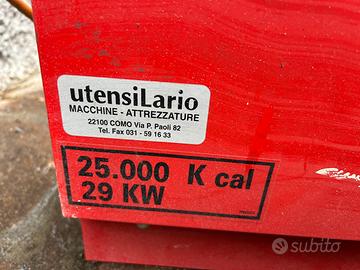 utensiLario
MACCHINE - ATTREZZATURE
22100 COMO Via P. Paoli 82
Tel. Fax 031 - 59 16 33
25.000 K cal
29 KW
subito